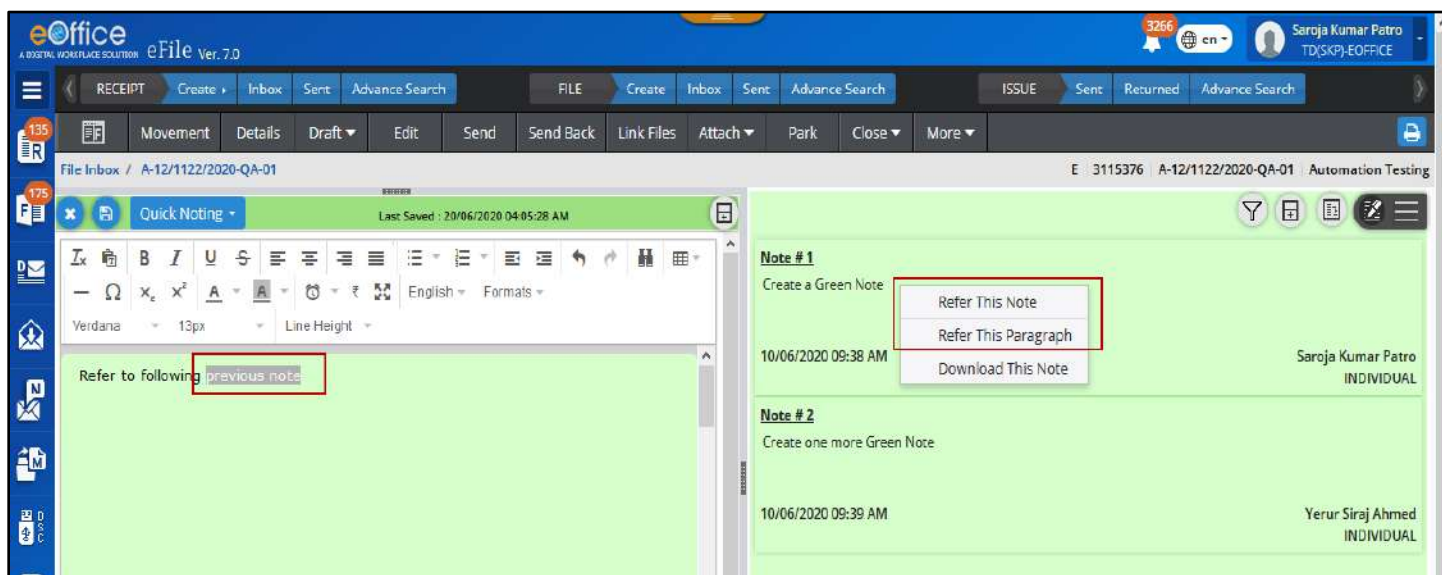 eOffice
A DIGITAL WORKPLACE SOLUTION eFile Ver. 7.0
3266
en
Saroja Kumar Patro
TD(SKP)-EOFFICE
RECEIPT Create Inbox Sent Advance Search FILE Create Inbox Sent Advance Search ISSUE Sent Returned Advance Search
135
R
Movement Details Draft Edit Send Send Back Link Files Attach Park Close More
File Inbox / A-12/1122/2020-QA-01 E 3115376 A-12/1122/2020-QA-01 Automation Testing
175
F
Quick Noting Last Saved : 20/06/2020 04:05:28 AM
D
B I U S
Ω X X² A A ₹ English Formats
Verdana 13px Line Height
Refer to following previous note
N
M
DSC
Note # 1
Create a Green Note
Refer This Note
Refer This Paragraph
Download This Note
10/06/2020 09:38 AM Saroja Kumar Patro
INDIVIDUAL
Note # 2
Create one more Green Note
10/06/2020 09:39 AM Yerur Siraj Ahmed
INDIVIDUAL